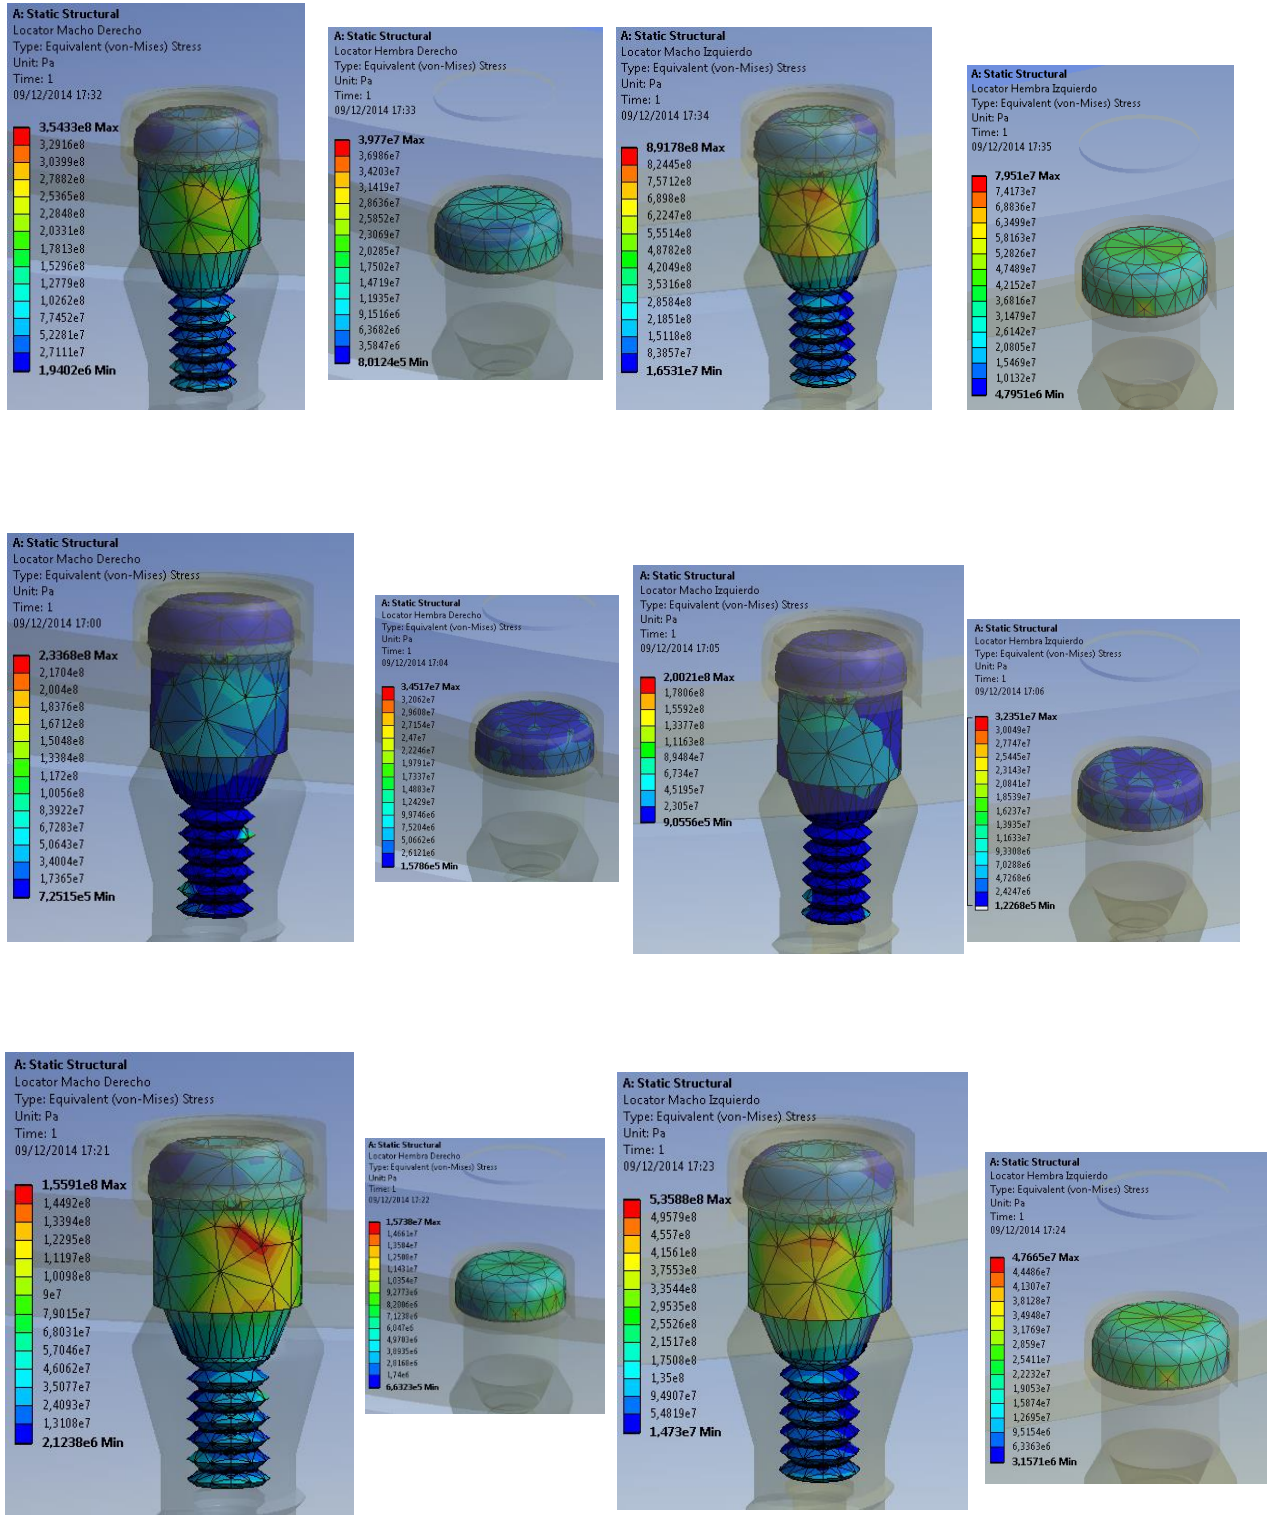 A: Static Structural
Locator Macho Derecho
Type: Equivalent (von-Mises) Stress
Unit: Pa
Time: 1
09/12/2014 17:32
3,5433e8 Max
3,2916e8
3,0399e8
2,7882e8
2,5365e8
2,2848e8
2,0331e8
1,7813e8
1,5296e8
1,2779e8
1,0262e8
7,7452e7
5,2281e7
2,7111e7
1,9402e6 Min
A: Static Structural
Locator Hembra Derecho
Type: Equivalent (von-Mises) Stress
Unit: Pa
Time: 1
09/12/2014 17:33
3,977e7 Max
3,6986e7
3,4203e7
3,1419e7
2,8636e7
2,5852e7
2,3069e7
2,0285e7
1,7502e7
1,4719e7
1,1935e7
9,1516e6
6,3682e6
3,5847e6
8,0124e5 Min
A: Static Structural
Locator Macho Izquierdo
Type: Equivalent (von-Mises) Stress
Unit: Pa
Time: 1
09/12/2014 17:34
8,9178e8 Max
8,2445e8
7,5712e8
6,898e8
6,2247e8
5,5514e8
4,8782e8
4,2049e8
3,5316e8
2,8584e8
2,1851e8
1,5118e8
8,3857e7
1,6531e7 Min
A: Static Structural
Locator Hembra Izquierdo
Type: Equivalent (von-Mises) Stress
Unit: Pa
Time: 1
09/12/2014 17:35
7,951e7 Max
7,4173e7
6,8836e7
6,3499e7
5,8163e7
5,2826e7
4,7489e7
4,2152e7
3,6816e7
3,1479e7
2,6142e7
2,0805e7
1,5469e7
1,0132e7
4,7951e6 Min
A: Static Structural
Locator Macho Derecho
Type: Equivalent (von-Mises) Stress
Unit: Pa
Time: 1
09/12/2014 17:00
2,3368e8 Max
2,1704e8
2,004e8
1,8376e8
1,6712e8
1,5048e8
1,3384e8
1,172e8
1,0056e8
8,3922e7
6,7283e7
5,0643e7
3,4004e7
1,7365e7
7,2515e5 Min
A: Static Structural
Locator Hembra Derecho
Type: Equivalent (von-Mises) Stress
Unit: Pa
Time: 1
09/12/2014 17:04
3,4517e7 Max
3,2062e7
2,9608e7
2,7154e7
2,47e7
2,2246e7
1,9791e7
1,7337e7
1,4883e7
1,2429e7
9,9746e6
7,5204e6
5,0662e6
2,6121e6
1,5786e5 Min
A: Static Structural
Locator Macho Izquierdo
Type: Equivalent (von-Mises) Stress
Unit: Pa
Time: 1
09/12/2014 17:05
2,0021e8 Max
1,7806e8
1,5592e8
1,3377e8
1,1163e8
8,9484e7
6,734e7
4,5195e7
2,305e7
9,0556e5 Min
A: Static Structural
Locator Hembra Izquierdo
Type: Equivalent (von-Mises) Stress
Unit: Pa
Time: 1
09/12/2014 17:06
3,2351e7 Max
3,0049e7
2,7747e7
2,5445e7
2,3143e7
2,0841e7
1,8539e7
1,6237e7
1,3935e7
1,1633e7
9,3308e6
7,0288e6
4,7268e6
2,4247e6
1,2268e5 Min
A: Static Structural
Locator Macho Derecho
Type: Equivalent (von-Mises) Stress
Unit: Pa
Time: 1
09/12/2014 17:21
1,5591e8 Max
1,4492e8
1,3394e8
1,2295e8
1,1197e8
1,0098e8
9e7
7,9015e7
6,8031e7
5,7046e7
4,6062e7
3,5077e7
2,4093e7
1,3108e7
2,1238e6 Min
A: Static Structural
Locator Hembra Derecho
Type: Equivalent (von-Mises) Stress
Unit: Pa
Time: 1
09/12/2014 17:22
1,5738e7 Max
1,4661e7
1,3584e7
1,2508e7
1,1431e7
1,0354e7
9,2773e6
8,2006e6
7,1238e6
6,047e6
4,9703e6
3,8935e6
2,8168e6
1,74e6
6,6323e5 Min
A: Static Structural
Locator Macho Izquierdo
Type: Equivalent (von-Mises) Stress
Unit: Pa
Time: 1
09/12/2014 17:23
5,3588e8 Max
4,9579e8
4,557e8
4,1561e8
3,7553e8
3,3544e8
2,9535e8
2,5526e8
2,1517e8
1,7508e8
1,35e8
9,4907e7
5,4819e7
1,473e7 Min
A: Static Structural
Locator Hembra Izquierdo
Type: Equivalent (von-Mises) Stress
Unit: Pa
Time: 1
09/12/2014 17:24
4,7665e7 Max
4,4486e7
4,1307e7
3,8128e7
3,4948e7
3,1769e7
2,859e7
2,5411e7
2,2232e7
1,9053e7
1,5874e7
1,2695e7
9,5154e6
6,3363e6
3,1571e6 Min